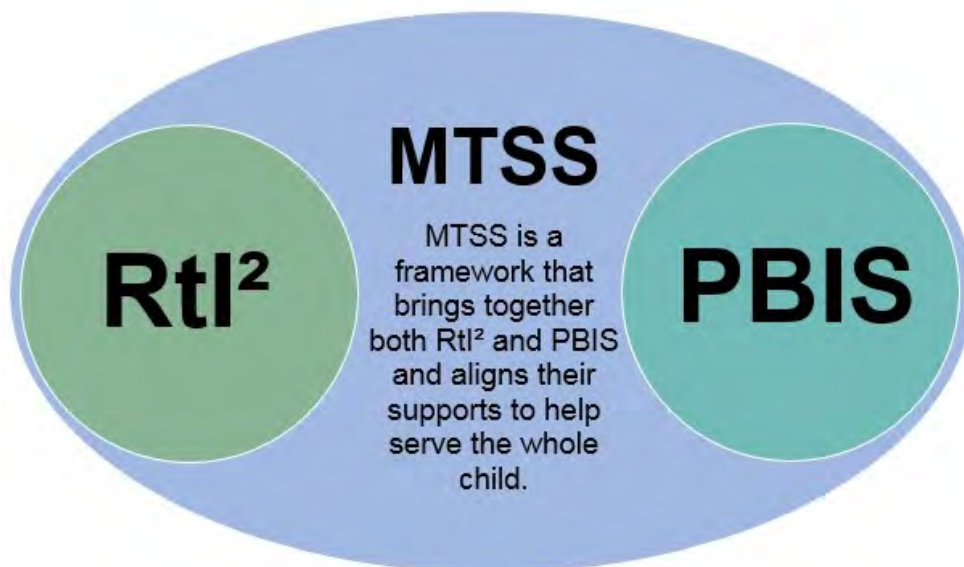 MTSS
RtI²
MTSS is a
framework that
brings together
both RtI² and PBIS
and aligns their
supports to help
serve the whole
child.
PBIS